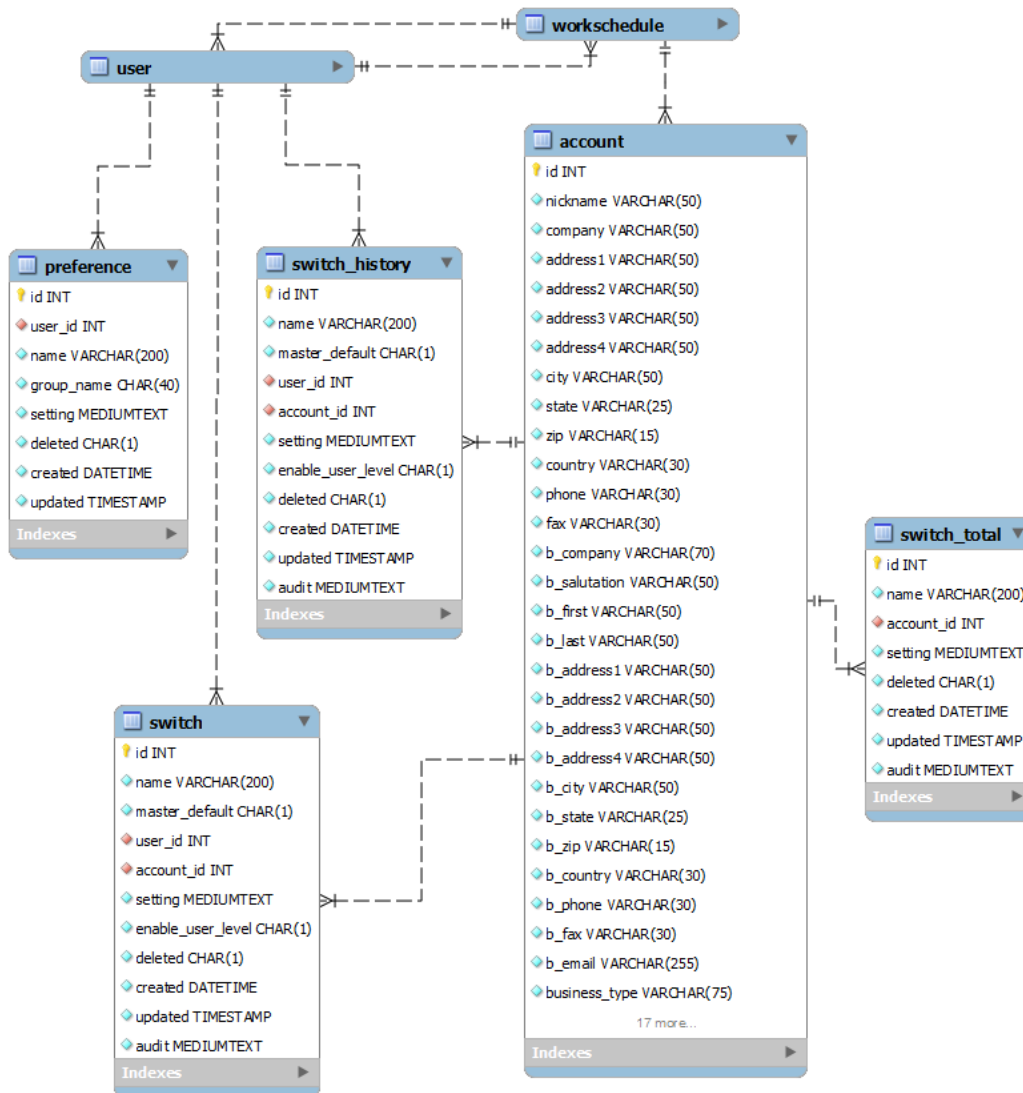 workschedule
user
account
id INT
nickname VARCHAR(50)
company VARCHAR(50)
address1 VARCHAR(50)
address2 VARCHAR(50)
address3 VARCHAR(50)
address4 VARCHAR(50)
city VARCHAR(50)
state VARCHAR(25)
zip VARCHAR(15)
country VARCHAR(30)
phone VARCHAR(30)
fax VARCHAR(30)
b_company VARCHAR(70)
b_salutation VARCHAR(50)
b_first VARCHAR(50)
b_last VARCHAR(50)
b_address1 VARCHAR(50)
b_address2 VARCHAR(50)
b_address3 VARCHAR(50)
b_address4 VARCHAR(50)
b_city VARCHAR(50)
b_state VARCHAR(25)
b_zip VARCHAR(15)
b_country VARCHAR(30)
b_phone VARCHAR(30)
b_fax VARCHAR(30)
b_email VARCHAR(255)
business_type VARCHAR(75)
17 more...
Indexes
preference
id INT
user_id INT
name VARCHAR(200)
group_name CHAR(40)
setting MEDIUMTEXT
deleted CHAR(1)
created DATETIME
updated TIMESTAMP
Indexes
switch_history
id INT
name VARCHAR(200)
master_default CHAR(1)
user_id INT
account_id INT
setting MEDIUMTEXT
enable_user_level CHAR(1)
deleted CHAR(1)
created DATETIME
updated TIMESTAMP
audit MEDIUMTEXT
Indexes
switch_total
id INT
name VARCHAR(200)
account_id INT
setting MEDIUMTEXT
deleted CHAR(1)
created DATETIME
updated TIMESTAMP
audit MEDIUMTEXT
Indexes
switch
id INT
name VARCHAR(200)
master_default CHAR(1)
user_id INT
account_id INT
setting MEDIUMTEXT
enable_user_level CHAR(1)
deleted CHAR(1)
created DATETIME
updated TIMESTAMP
audit MEDIUMTEXT
Indexes